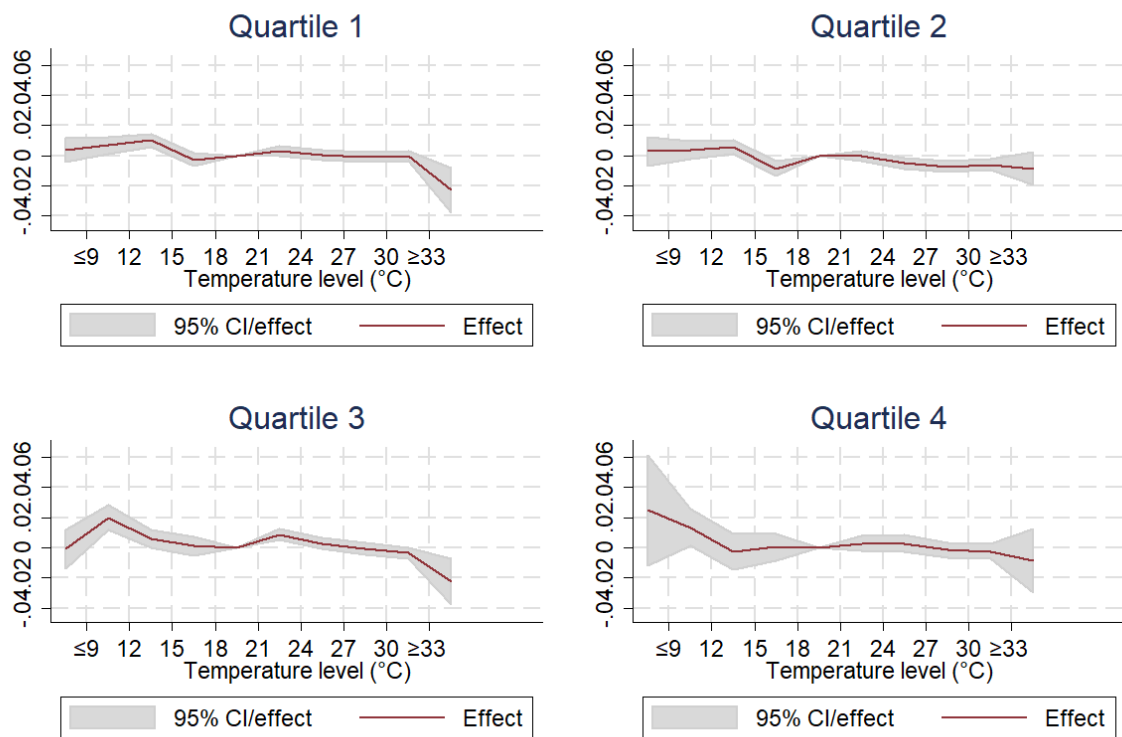 Quartile 1
Quartile 2
-.04.02 .0 .02.04.06
-.04.02 .0 .02.04.06
≤9 12 15 18 21 24 27 30 ≥33
≤9 12 15 18 21 24 27 30 ≥33
Temperature level (°C)
Temperature level (°C)
95% CI/effect Effect
95% CI/effect Effect
Quartile 3
Quartile 4
-.04.02 .0 .02.04.06
-.04.02 .0 .02.04.06
≤9 12 15 18 21 24 27 30 ≥33
≤9 12 15 18 21 24 27 30 ≥33
Temperature level (°C)
Temperature level (°C)
95% CI/effect Effect
95% CI/effect Effect